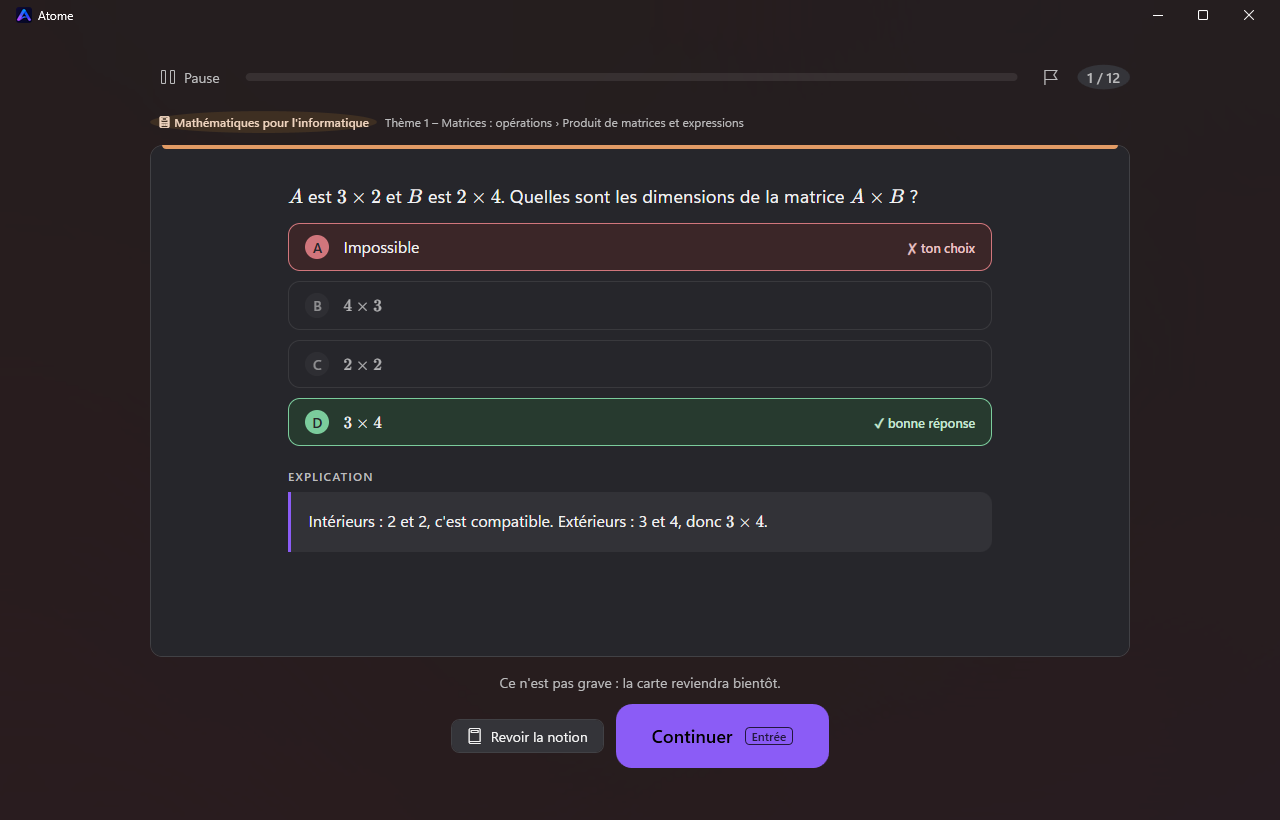 Atome
Pause
1 / 12
Mathématiques pour l'informatique Thème 1 – Matrices : opérations › Produit de matrices et expressions
A est 3 × 2 et B est 2 × 4. Quelles sont les dimensions de la matrice A × B ?
A Impossible ✗ ton choix
B 4 × 3
C 2 × 2
D 3 × 4 ✓ bonne réponse
EXPLICATION
Intérieurs : 2 et 2, c'est compatible. Extérieurs : 3 et 4, donc 3 × 4.
Ce n'est pas grave : la carte reviendra bientôt.
Revoir la notion Continuer Entrée